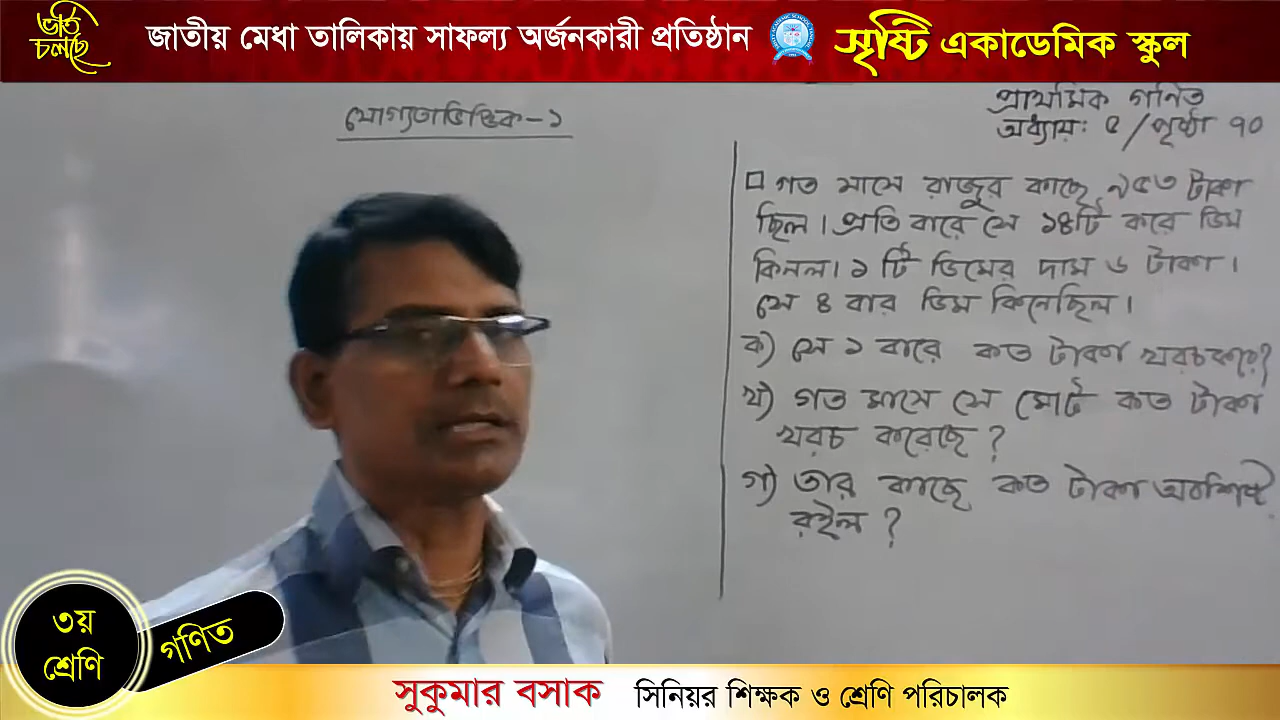 ভর্তি চলছে
জাতীয় মেধা তালিকায় সাফল্য অর্জনকারী প্রতিষ্ঠান
সৃষ্টি একাডেমিক স্কুল
যোগ্যতাভিত্তিক-১
প্রাথমিক গণিত
অধ্যায়ঃ ৫ /পৃষ্ঠা ৭০
□ গত মাসে রাজুর কাছে ৯৫৩ টাকা
ছিল। প্রতি বারে সে ১৪টি করে ডিম
কিনল। ১ টি ডিমের দাম ৬ টাকা।
সে ৪ বার ডিম কিনেছিল।
ক) সে ১ বারে কত টাকা খরচ করে?
খ) গত মাসে সে মোট কত টাকা
খরচ করেছে ?
গ) তার কাছে কত টাকা অবশিষ্ট
রইল ?
৩য়
শ্রেণি
গণিত
সুকুমার বসাক সিনিয়র শিক্ষক ও শ্রেণি পরিচালক